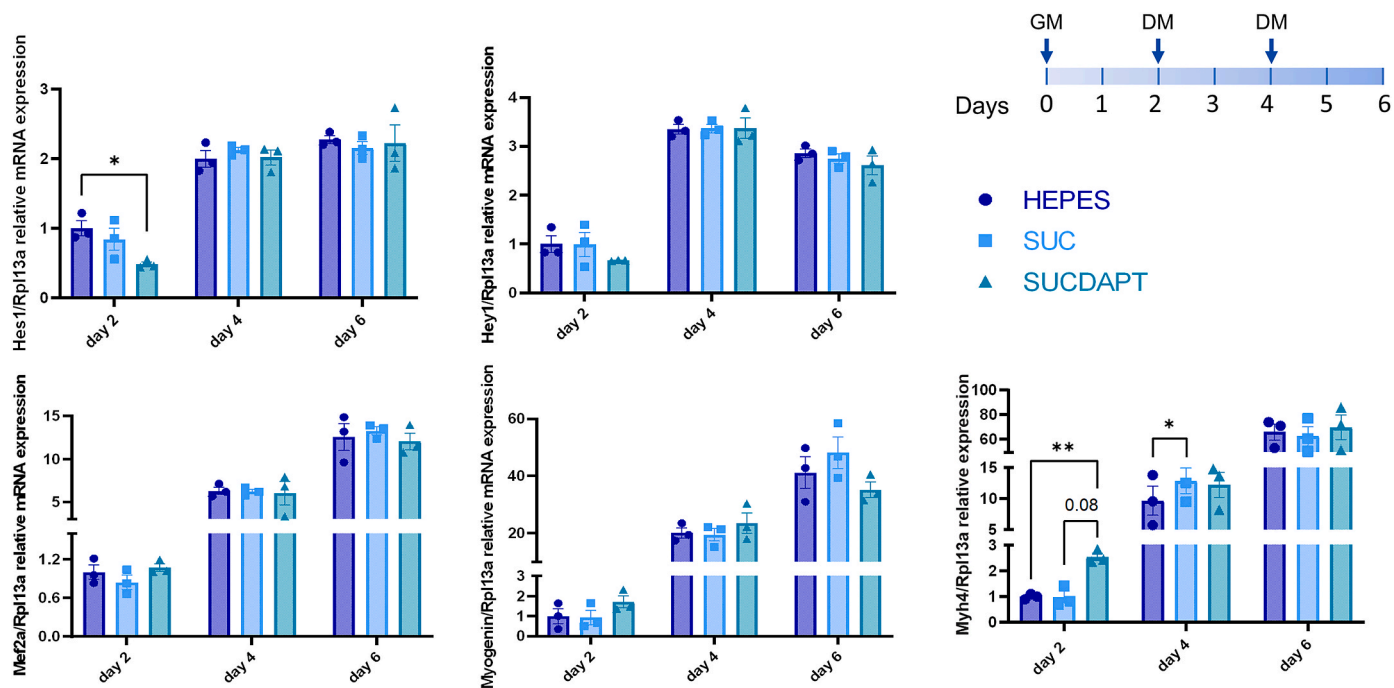 Hes1/Rpl13a relative mRNA expression
3
2
1
0
*
day 2
day 4
day 6
Hey1/Rpl13a relative mRNA expression
4
3
2
1
0
day 2
day 4
day 6
GM
DM
DM
Days
0
1
2
3
4
5
6
HEPES
SUC
SUCDAPT
Mef2a/Rpl13a relative mRNA expression
15
10
5
1.2
0.6
0.0
day 2
day 4
day 6
Myogenin/Rpl13a relative mRNA expression
60
40
20
3
2
1
0
day 2
day 4
day 6
Myh4/Rpl13a relative expression
100
80
60
15
10
5
3
2
1
0
**
0.08
*
day 2
day 4
day 6